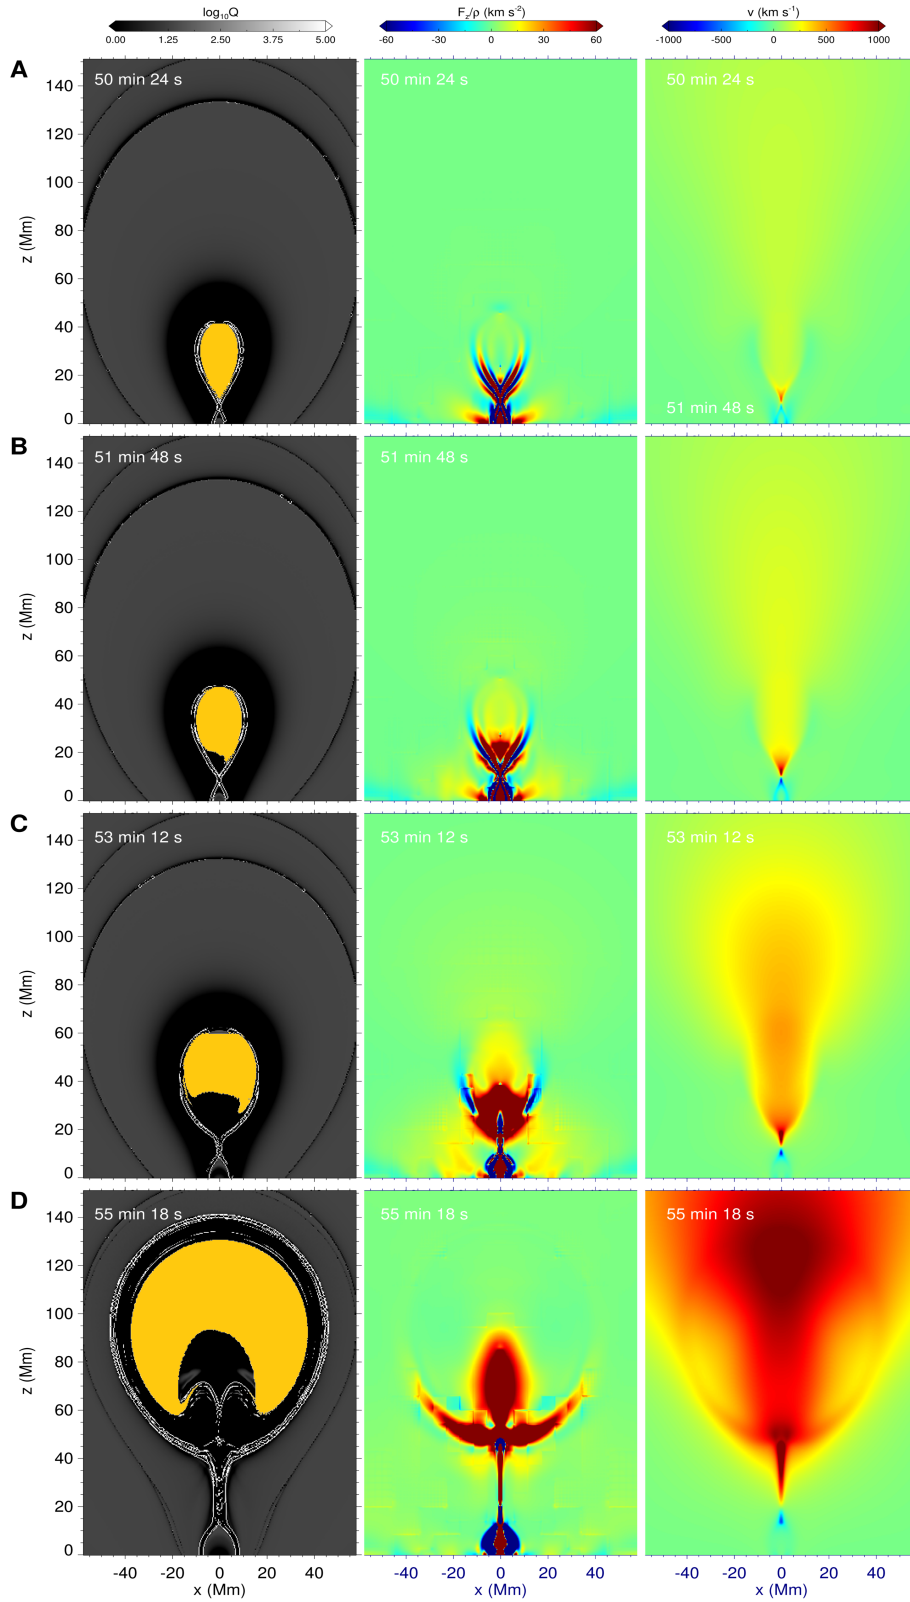 log₁₀Q
0.00 1.25 2.50 3.75 5.00
F_z/ρ (km s⁻²)
-60 -30 0 30 60
v (km s⁻¹)
-1000 -500 0 500 1000
A
50 min 24 s
50 min 24 s
50 min 24 s
51 min 48 s
z (Mm)
140
120
100
80
60
40
20
0
B
51 min 48 s
51 min 48 s
z (Mm)
140
120
100
80
60
40
20
0
C
53 min 12 s
53 min 12 s
53 min 12 s
z (Mm)
140
120
100
80
60
40
20
0
D
55 min 18 s
55 min 18 s
55 min 18 s
z (Mm)
140
120
100
80
60
40
20
0
-40 -20 0 20 40
-40 -20 0 20 40
-40 -20 0 20 40
x (Mm)
x (Mm)
x (Mm)